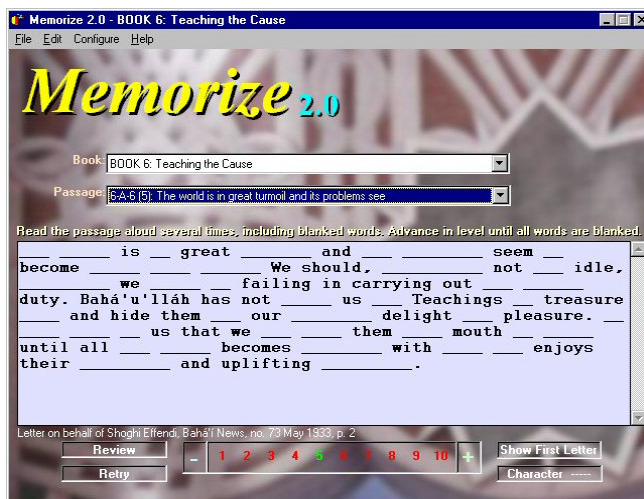 Memorize 2.0 - BOOK 6: Teaching the Cause
File Edit Configure Help
Memorize 2.0
Book: BOOK 6: Teaching the Cause
Passage: 6-A-6 (5): The world is in great turmoil and its problems see
Read the passage aloud several times, including blanked words. Advance in level until all words are blanked.
___ _____ is __ great _______ and ___ ________ seem __
become _____ ____ _____ We should, _________ not ___ idle,
_________ we _____ __ failing in carrying out ___ ______
duty. Bahá'u'lláh has not _____ us ___ Teachings __ treasure
____ and hide them ___ our ________ delight ___ pleasure. __
____ ____ __ us that we ____ ____ them ____ mouth __ _____
until all ___ _____ becomes ________ with ____ ___ enjoys
their _________ and uplifting _________.
Letter on behalf of Shoghi Effendi, Bahá'í News, no. 73 May 1933, p. 2
Review - 1 2 3 4 5 6 7 8 9 10 + Show First Letter
Retry Character -----